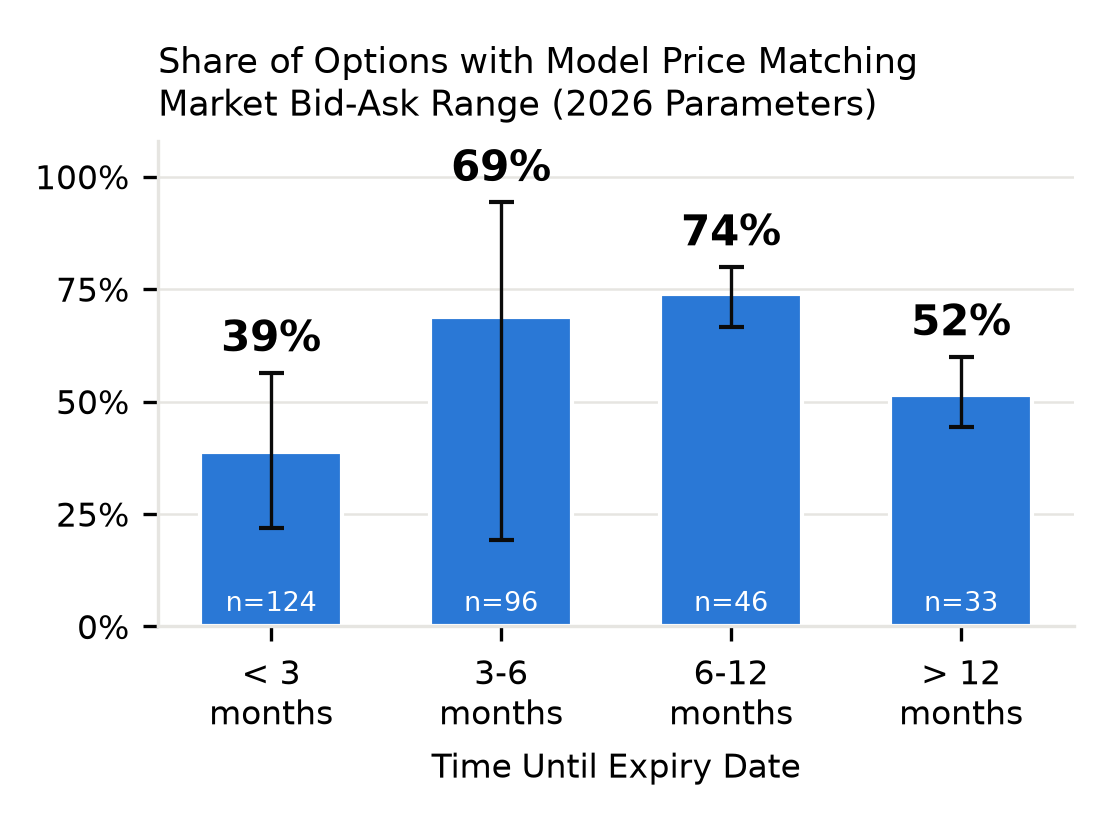 Share of Options with Model Price Matching
Market Bid-Ask Range (2026 Parameters)
100%
75%
50%
25%
0%
39%
69%
74%
52%
n=124
n=96
n=46
n=33
< 3
months
3-6
months
6-12
months
> 12
months
Time Until Expiry Date